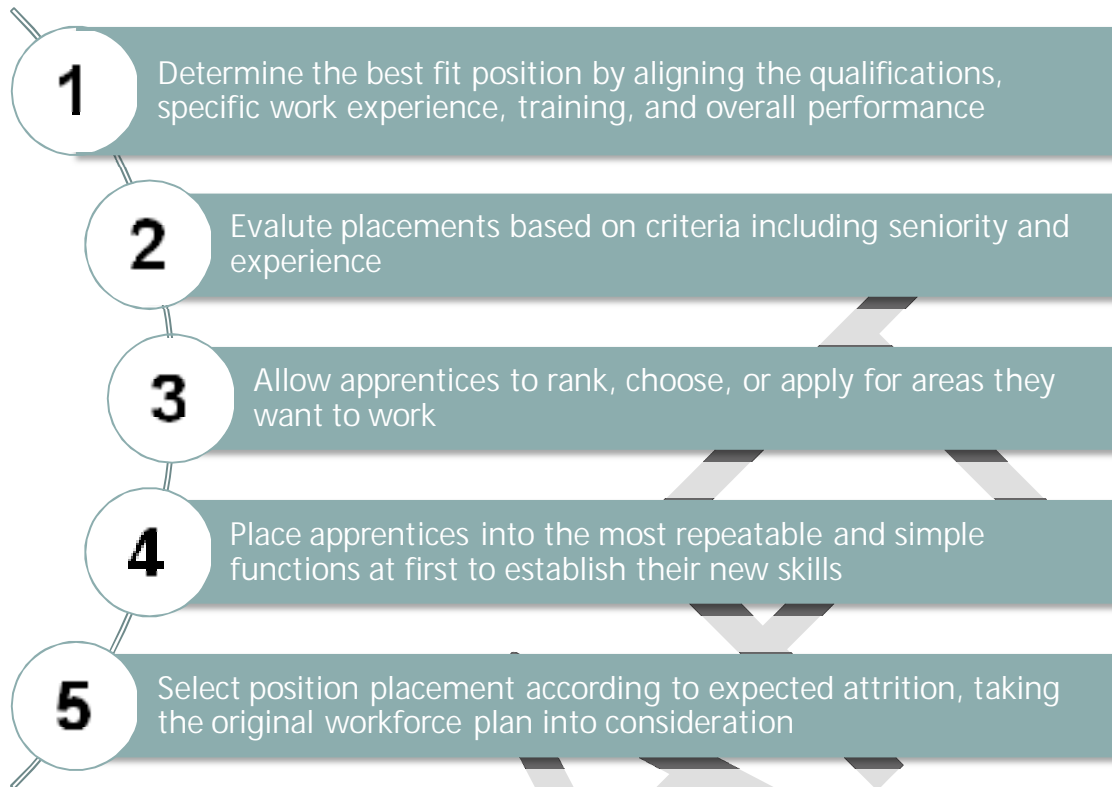 1
Determine the best fit position by aligning the qualifications,
specific work experience, training, and overall performance
2
Evalute placements based on criteria including seniority and
experience
3
Allow apprentices to rank, choose, or apply for areas they
want to work
4
Place apprentices into the most repeatable and simple
functions at first to establish their new skills
5
Select position placement according to expected attrition, taking
the original workforce plan into consideration